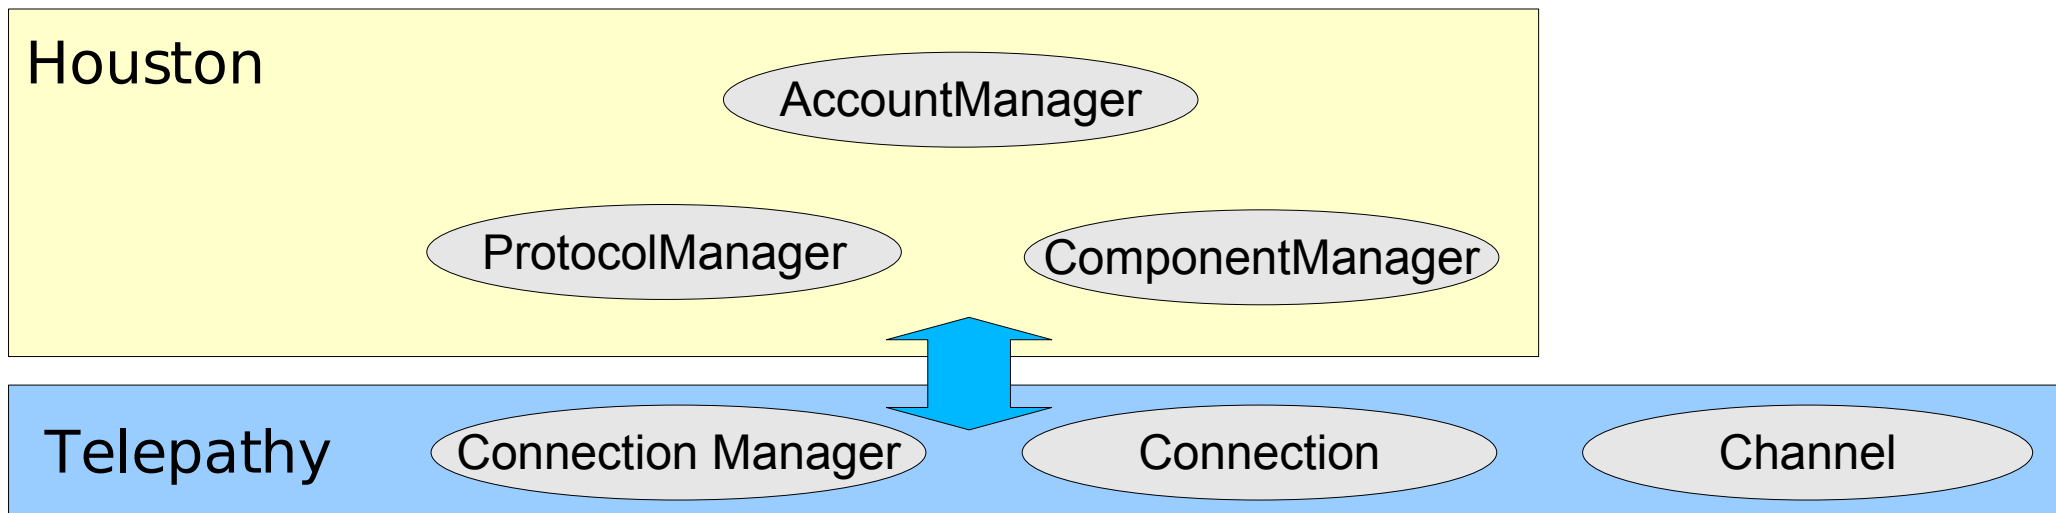 Houston
AccountManager
ProtocolManager
ComponentManager
Telepathy
Connection Manager
Connection
Channel